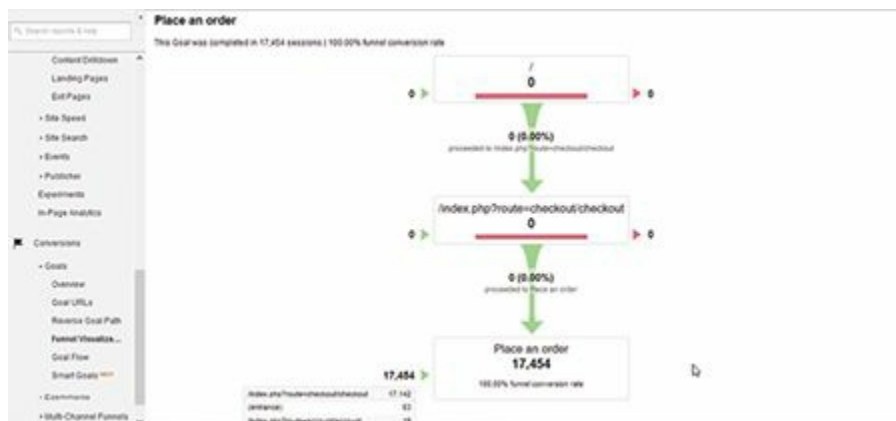 Place an order
Search reports & help
This Goal was completed in 17,454 sessions | 100.00% funnel conversion rate
Content Drilldown
Landing Pages
Exit Pages
Site Speed
Site Search
Events
Publisher
Experiments
In-Page Analytics
Conversions
Goals
Overview
Goal URLs
Reverse Goal Path
Funnel Visualiza...
Goal Flow
Smart Goals NEW
Ecommerce
Multi-Channel Funnels
/
0
0
0
0 (0.00%)
proceeded to /index.php?route=checkout/checkout
/index.php?route=checkout/checkout
0
0
0
0 (0.00%)
proceeded to Place an order
Place an order
17,454
100.00% funnel conversion rate
17,454
/index.php?route=checkout/checkout 17,142
(entrance) 63